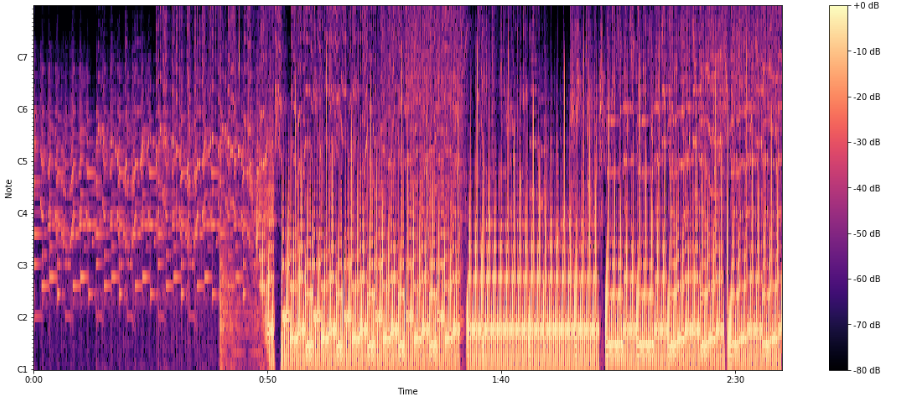 +0 dB
C7
-10 dB
C6
-20 dB
-30 dB
C5
Note
-40 dB
C4
-50 dB
C3
-60 dB
C2
-70 dB
C1
-80 dB
0:00
0:50
1:40
2:30
Time